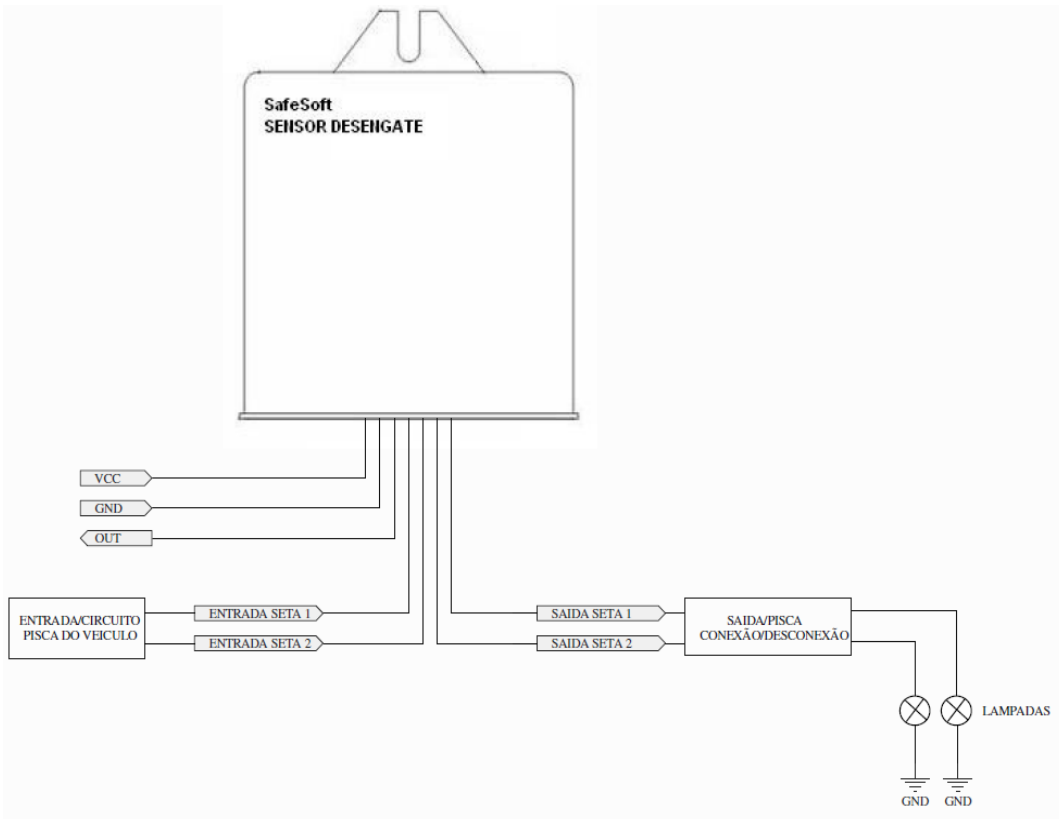 SafeSoft
SENSOR DESENGATE
VCC
GND
OUT
ENTRADA/CIRCUITO
PISCA DO VEICULO
ENTRADA SETA 1
ENTRADA SETA 2
SAIDA SETA 1
SAIDA SETA 2
SAIDA/PISCA
CONEXÃO/DESCONEXÃO
LAMPADAS
GND
GND